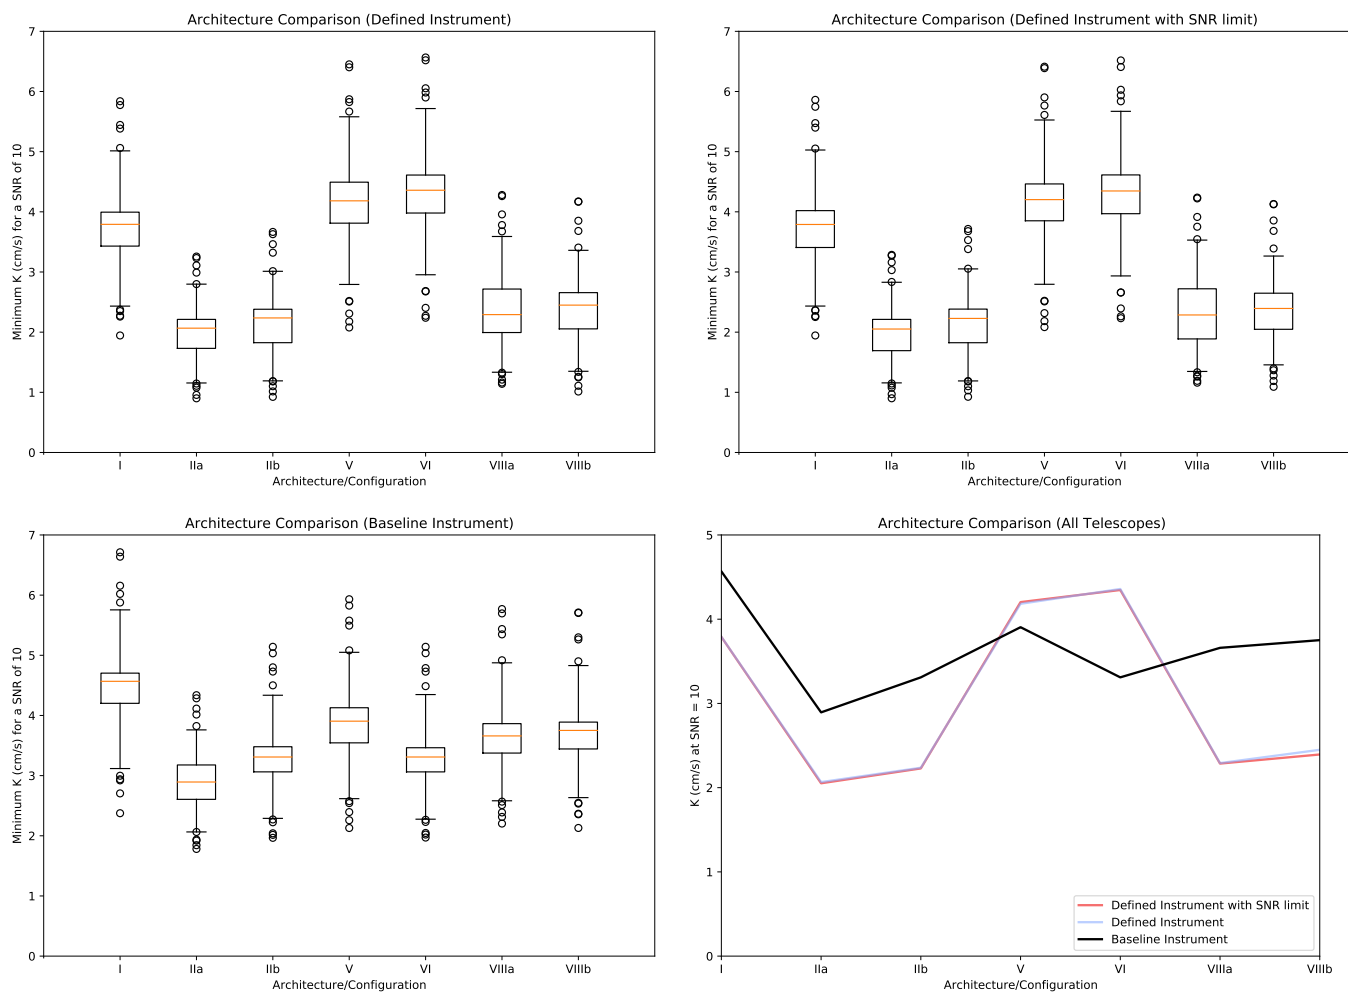 Architecture Comparison (Defined Instrument)
7
6
5
4
3
2
1
0
Minimum K (cm/s) for a SNR of 10
I IIa IIb V VI VIIIa VIIIb
Architecture/Configuration
Architecture Comparison (Defined Instrument with SNR limit)
7
6
5
4
3
2
1
0
Minimum K (cm/s) for a SNR of 10
I IIa IIb V VI VIIIa VIIIb
Architecture/Configuration
Architecture Comparison (Baseline Instrument)
7
6
5
4
3
2
1
0
Minimum K (cm/s) for a SNR of 10
I IIa IIb V VI VIIIa VIIIb
Architecture/Configuration
Architecture Comparison (All Telescopes)
5
4
3
2
1
0
K (cm/s) at SNR = 10
Defined Instrument with SNR limit
Defined Instrument
Baseline Instrument
I IIa IIb V VI VIIIa VIIIb
Architecture/Configuration